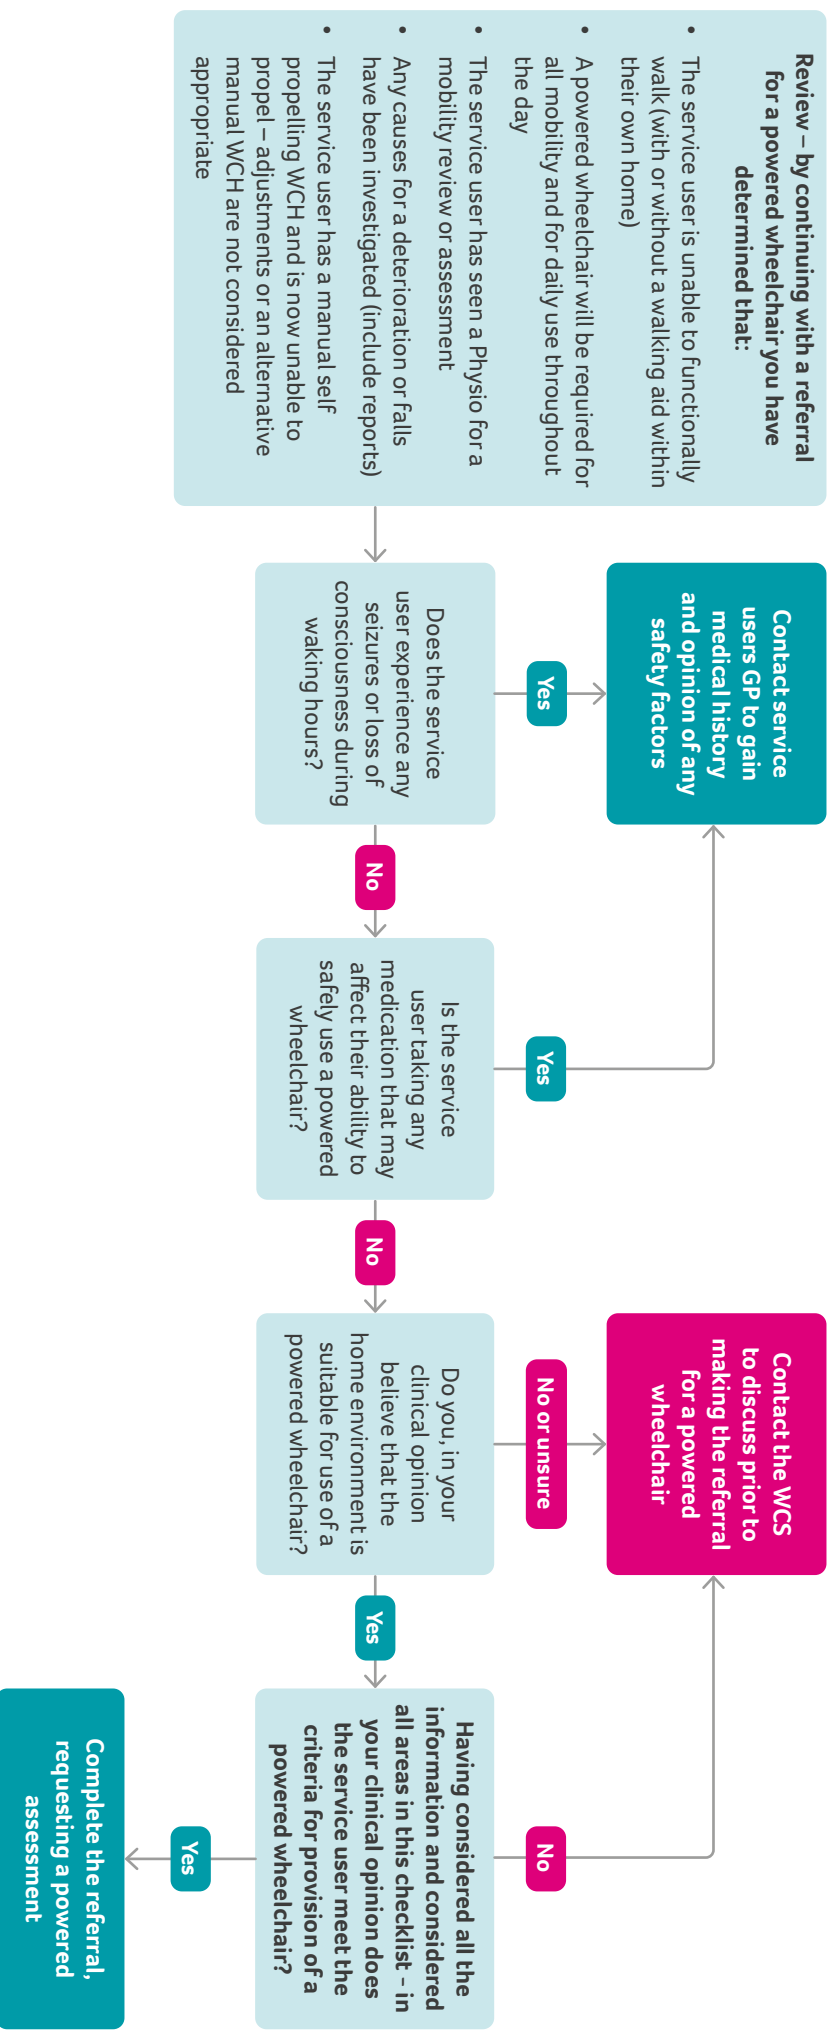 Review – by continuing with a referral
for a powered wheelchair you have
determined that:
• The service user is unable to functionally
walk (with or without a walking aid within
their own home)
• A powered wheelchair will be required for
all mobility and for daily use throughout
the day
• The service user has seen a Physio for a
mobility review or assessment
• Any causes for a deterioration or falls
have been investigated (include reports)
• The service user has a manual self
propelling WCH and is now unable to
propel – adjustments or an alternative
manual WCH are not considered
appropriate
Contact service
users GP to gain
medical history
and opinion of any
safety factors
Yes
Does the service
user experience any
seizures or loss of
consciousness during
waking hours?
No
Yes
Is the service
user taking any
medication that may
affect their ability to
safely use a powered
wheelchair?
No
Contact the WCS
to discuss prior to
making the referral
for a powered
wheelchair
No or unsure
Do you, in your
clinical opinion
believe that the
home environment is
suitable for use of a
powered wheelchair?
Yes
No
Having considered all the
information and considered
all areas in this checklist – in
your clinical opinion does
the service user meet the
criteria for provision of a
powered wheelchair?
Yes
Complete the referral,
requesting a powered
assessment